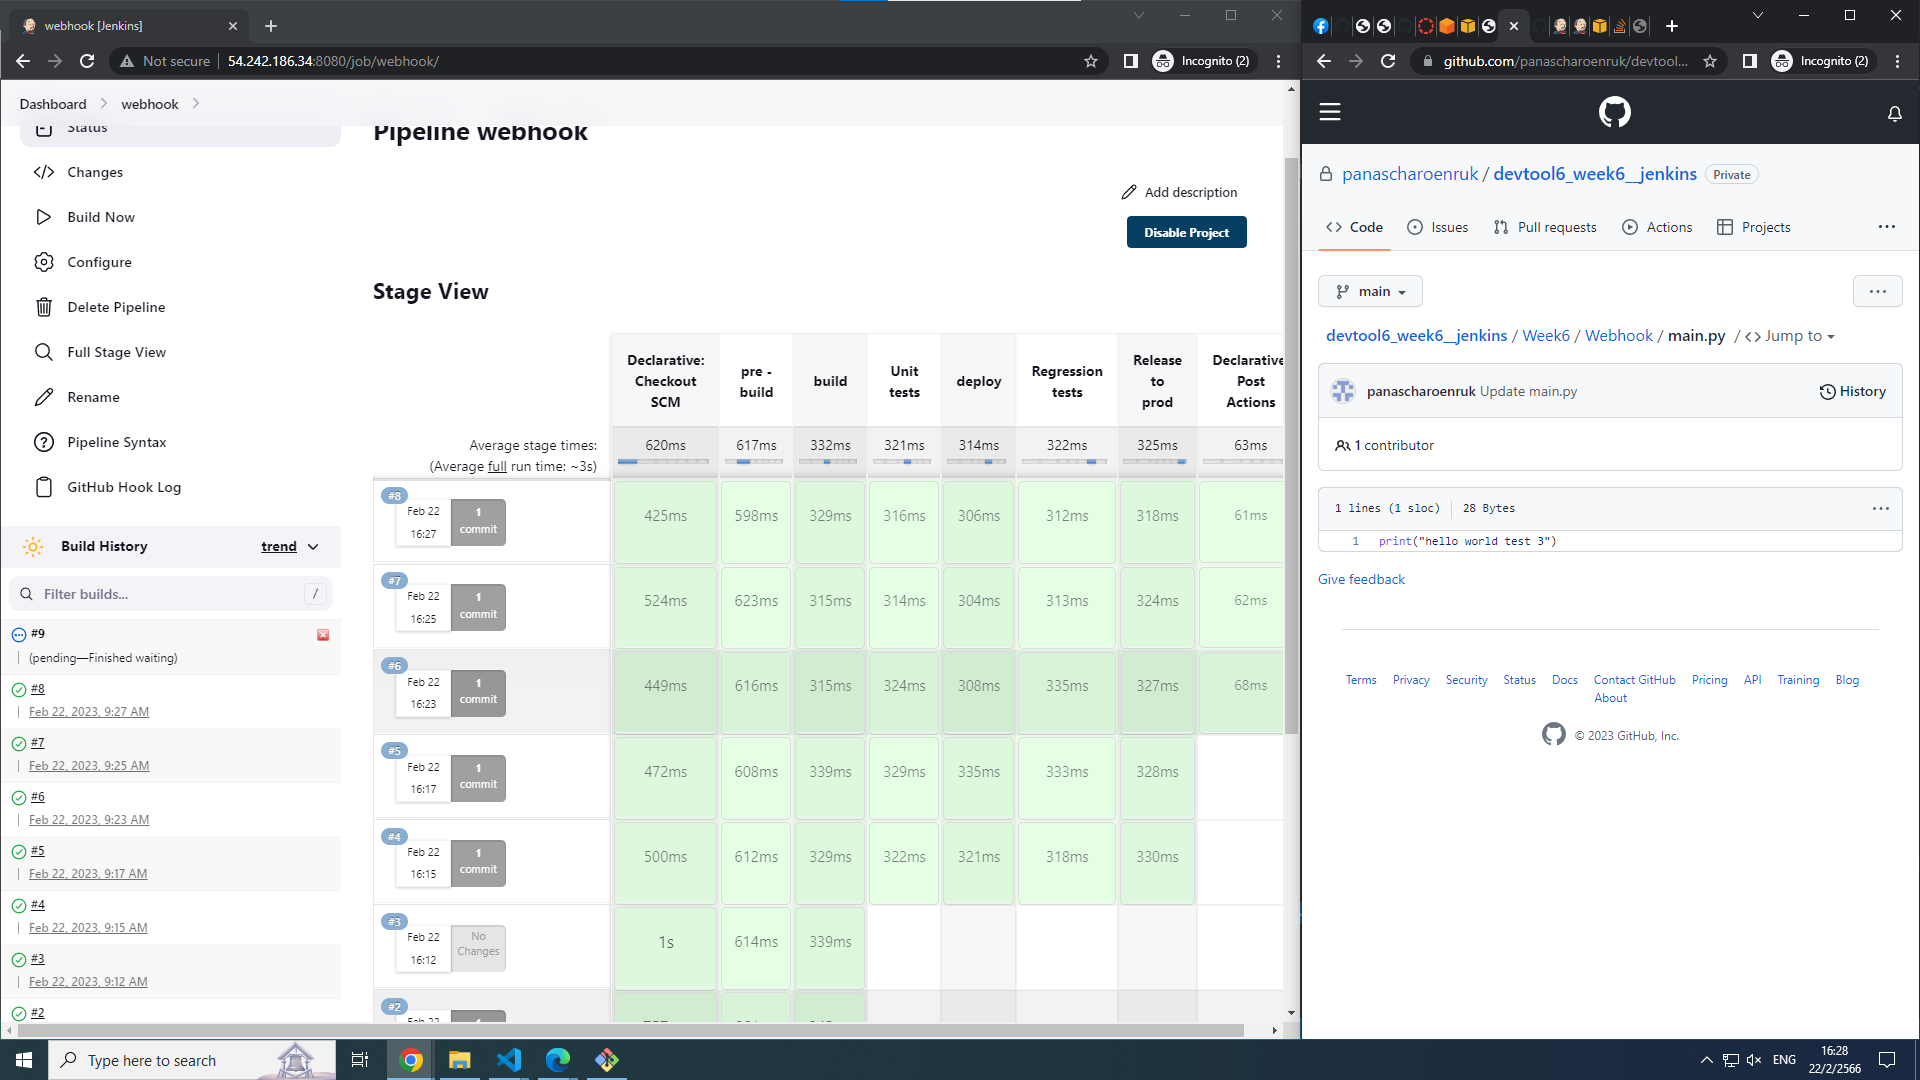 webhook [Jenkins]
Not secure
54.242.186.34:8080/job/webhook/
Incognito (2)
Dashboard
webhook
Status
Changes
Build Now
Configure
Delete Pipeline
Full Stage View
Rename
Pipeline Syntax
GitHub Hook Log
Build History
trend
Filter builds...
/
#9
(pending—Finished waiting)
#8
Feb 22, 2023, 9:27 AM
#7
Feb 22, 2023, 9:25 AM
#6
Feb 22, 2023, 9:23 AM
#5
Feb 22, 2023, 9:17 AM
#4
Feb 22, 2023, 9:15 AM
#3
Feb 22, 2023, 9:12 AM
#2
Pipeline webhook
Add description
Disable Project
Stage View
Declarative: Checkout SCM
pre - build
build
Unit tests
deploy
Regression tests
Release to prod
Declarative Post Actions
Average stage times:
(Average full run time: ~3s)
620ms 617ms 332ms 321ms 314ms 322ms 325ms 63ms
#8
Feb 22
16:27
1 commit
425ms 598ms 329ms 316ms 306ms 312ms 318ms 61ms
#7
Feb 22
16:25
1 commit
524ms 623ms 315ms 314ms 304ms 313ms 324ms 62ms
#6
Feb 22
16:23
1 commit
449ms 616ms 315ms 324ms 308ms 335ms 327ms 68ms
#5
Feb 22
16:17
1 commit
472ms 608ms 339ms 329ms 335ms 333ms 328ms
#4
Feb 22
16:15
1 commit
500ms 612ms 329ms 322ms 321ms 318ms 330ms
#3
Feb 22
16:12
No Changes
1s 614ms 339ms
#2
github.com/panascharoenruk/devtool...
Incognito (2)
panascharoenruk / devtool6_week6__jenkins
Private
Code
Issues
Pull requests
Actions
Projects
main
devtool6_week6__jenkins / Week6 / Webhook / main.py / Jump to
panascharoenruk Update main.py
History
1 contributor
1 lines (1 sloc)
28 Bytes
1 print("hello world test 3")
Give feedback
Terms Privacy Security Status Docs Contact GitHub Pricing API Training Blog
About
© 2023 GitHub, Inc.
Type here to search
ENG
16:28
22/2/2566